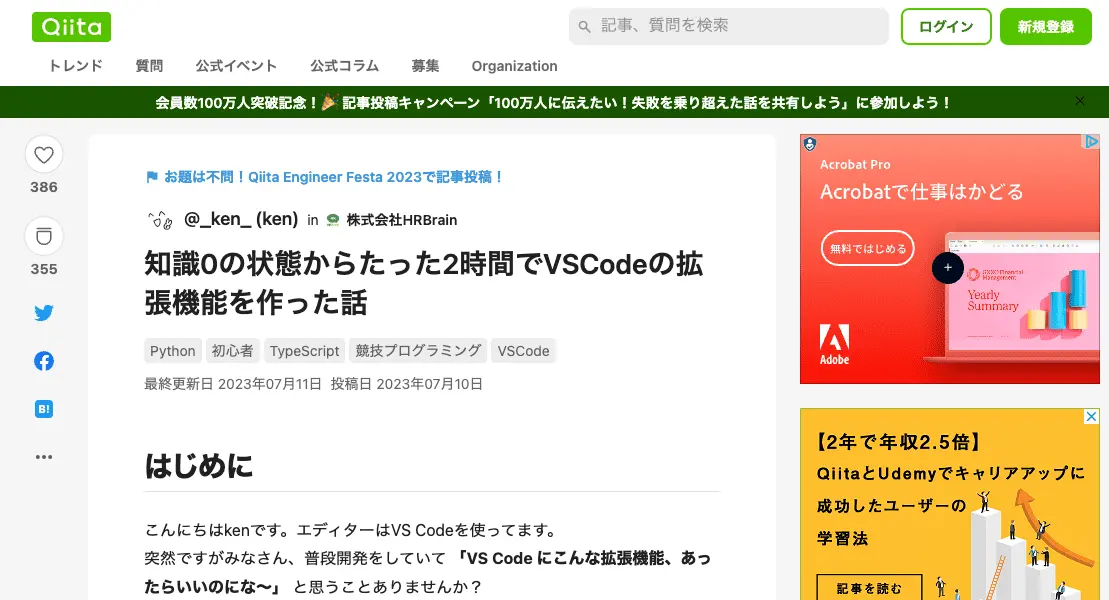 Qiita
記事、質問を検索
ログイン
新規登録
トレンド 質問 公式イベント 公式コラム 募集 Organization
会員数100万人突破記念！🎉 記事投稿キャンペーン「100万人に伝えたい！失敗を乗り超えた話を共有しよう」に参加しよう！
386
355
B!
お題は不問！Qiita Engineer Festa 2023で記事投稿！
@_ken_ (ken) in 株式会社HRBrain
知識0の状態からたった2時間でVSCodeの拡
張機能を作った話
Python 初心者 TypeScript 競技プログラミング VSCode
最終更新日 2023年07月11日 投稿日 2023年07月10日
はじめに
こんにちはkenです。エディターはVS Codeを使ってます。
突然ですがみなさん、普段開発をしていて 「VS Code にこんな拡張機能、あっ
たらいいのにな〜」 と思うことありませんか？
Acrobat Pro
Acrobatで仕事はかどる
無料ではじめる
Yearly
Summary
Adobe
【2年で年収2.5倍】
QiitaとUdemyでキャリアアップに
成功したユーザーの
学習法
記事を読む